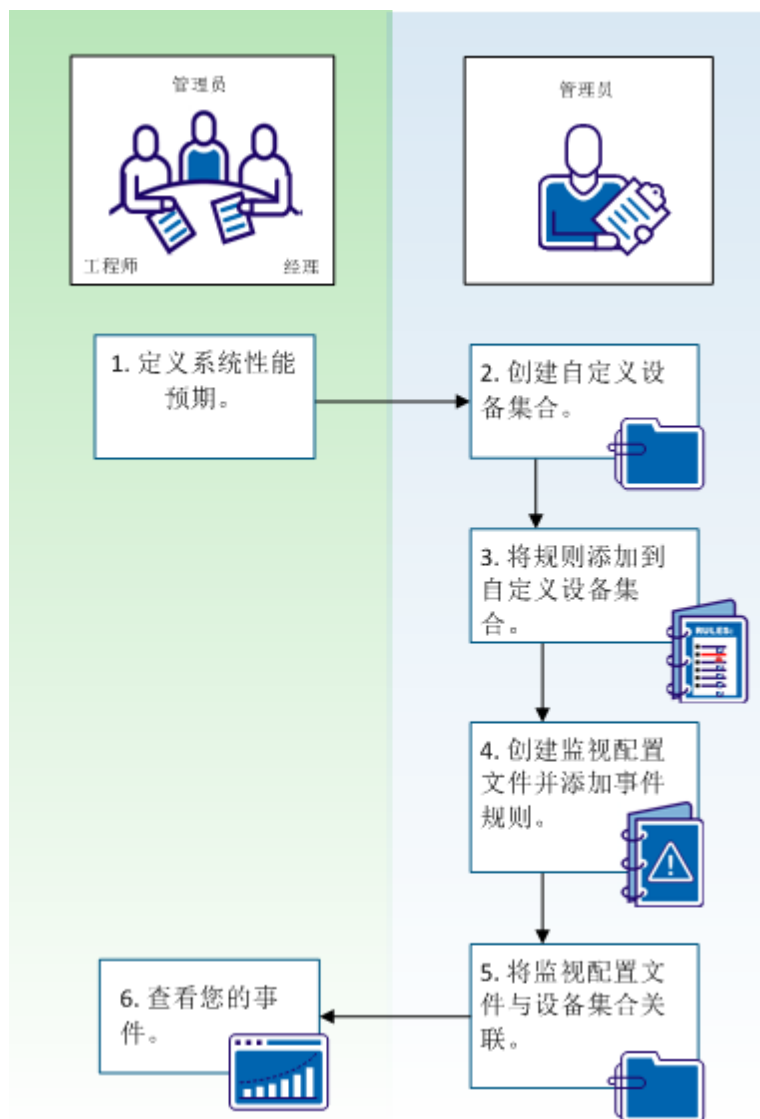 管理员
工程师
经理
管理员
1. 定义系统性能
预期。
2. 创建自定义设
备集合。
3. 将规则添加到
自定义设备集
合。
RULES:
4. 创建监视配置
文件并添加事件
规则。
5. 将监视配置文
件与设备集合关
联。
6. 查看您的事
件。